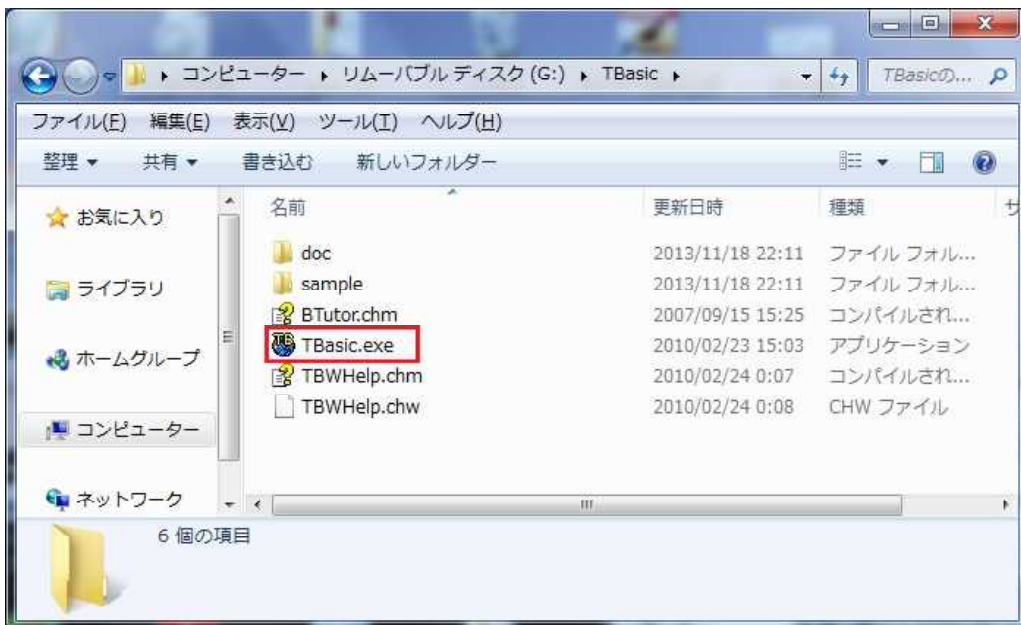 コンピューター ▸ リムーバブル ディスク (G:) ▸ TBasic ▸ TBasicの...
ファイル(F) 編集(E) 表示(V) ツール(T) ヘルプ(H)
整理 ▼ 共有 ▼ 書き込む 新しいフォルダー
お気に入り
ライブラリ
ホームグループ
コンピューター
ネットワーク
名前 更新日時 種類 サ
doc 2013/11/18 22:11 ファイル フォル...
sample 2013/11/18 22:11 ファイル フォル...
BTutor.chm 2007/09/15 15:25 コンパイルされ...
TBasic.exe 2010/02/23 15:03 アプリケーション
TBWHelp.chm 2010/02/24 0:07 コンパイルされ...
TBWHelp.chw 2010/02/24 0:08 CHW ファイル
6 個の項目